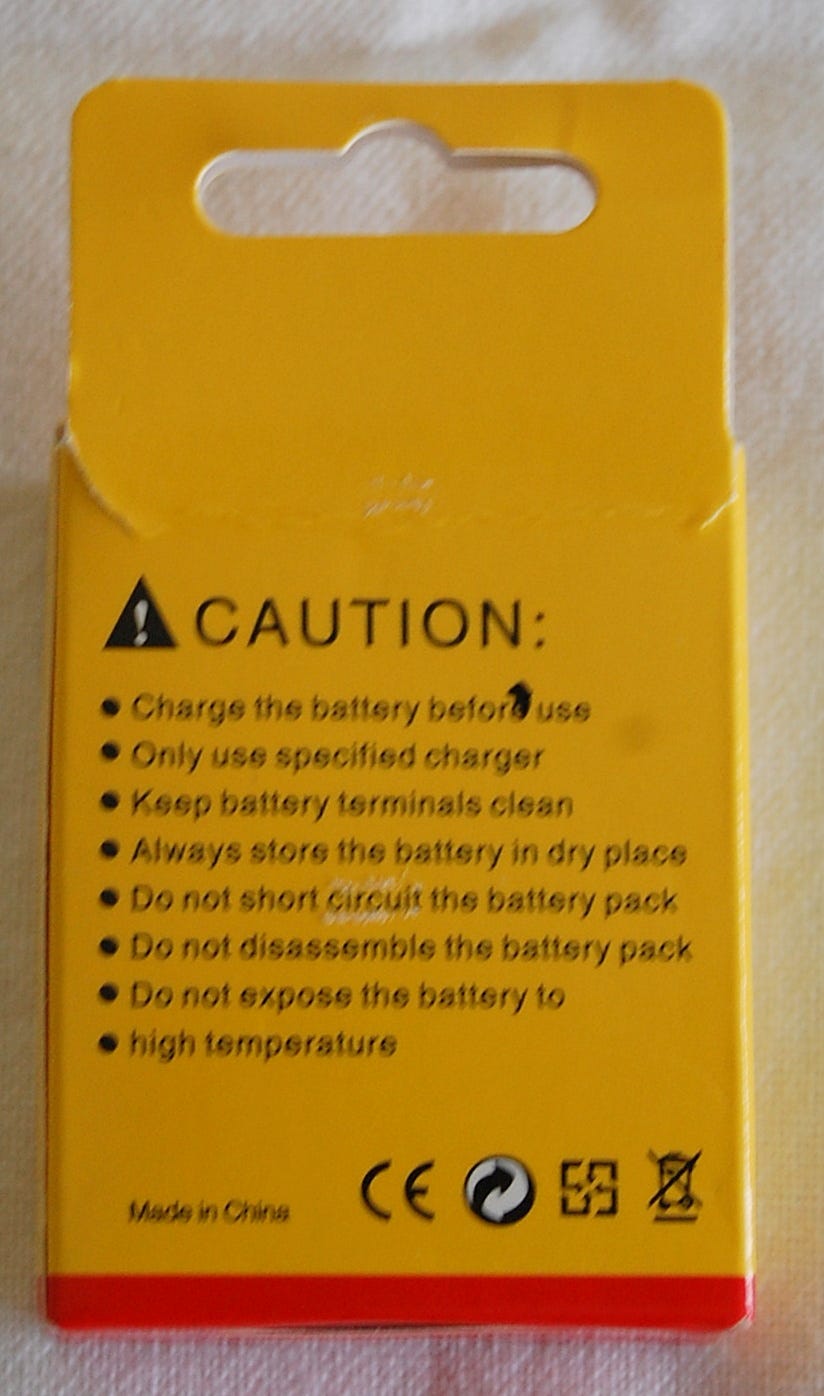 CAUTION:
• Charge the battery before use
• Only use specified charger
• Keep battery terminals clean
• Always store the battery in dry place
• Do not short circuit the battery pack
• Do not disassemble the battery pack
• Do not expose the battery to
• high temperature
Made in China CE